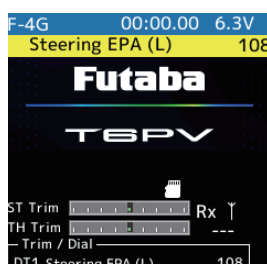 F-4G 00:00.00 6.3V
Steering EPA (L) 108
Futaba
T6PV
ST Trim Rx
TH Trim ---
Trim / Dial
DT1 Steering EPA (L) 108